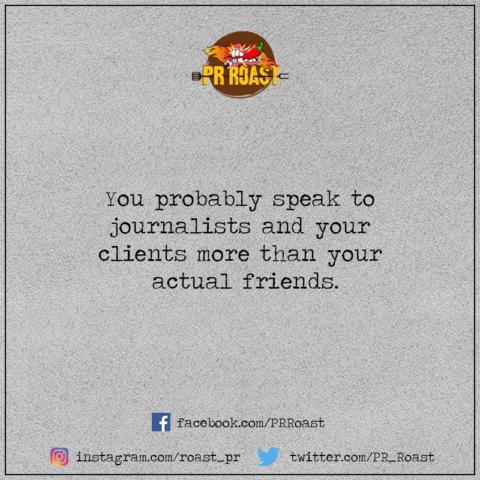 PR ROAST
You probably speak to
journalists and your
clients more than your
actual friends.
facebook.com/PRRoast
instagram.com/roast_pr
twitter.com/PR_Roast